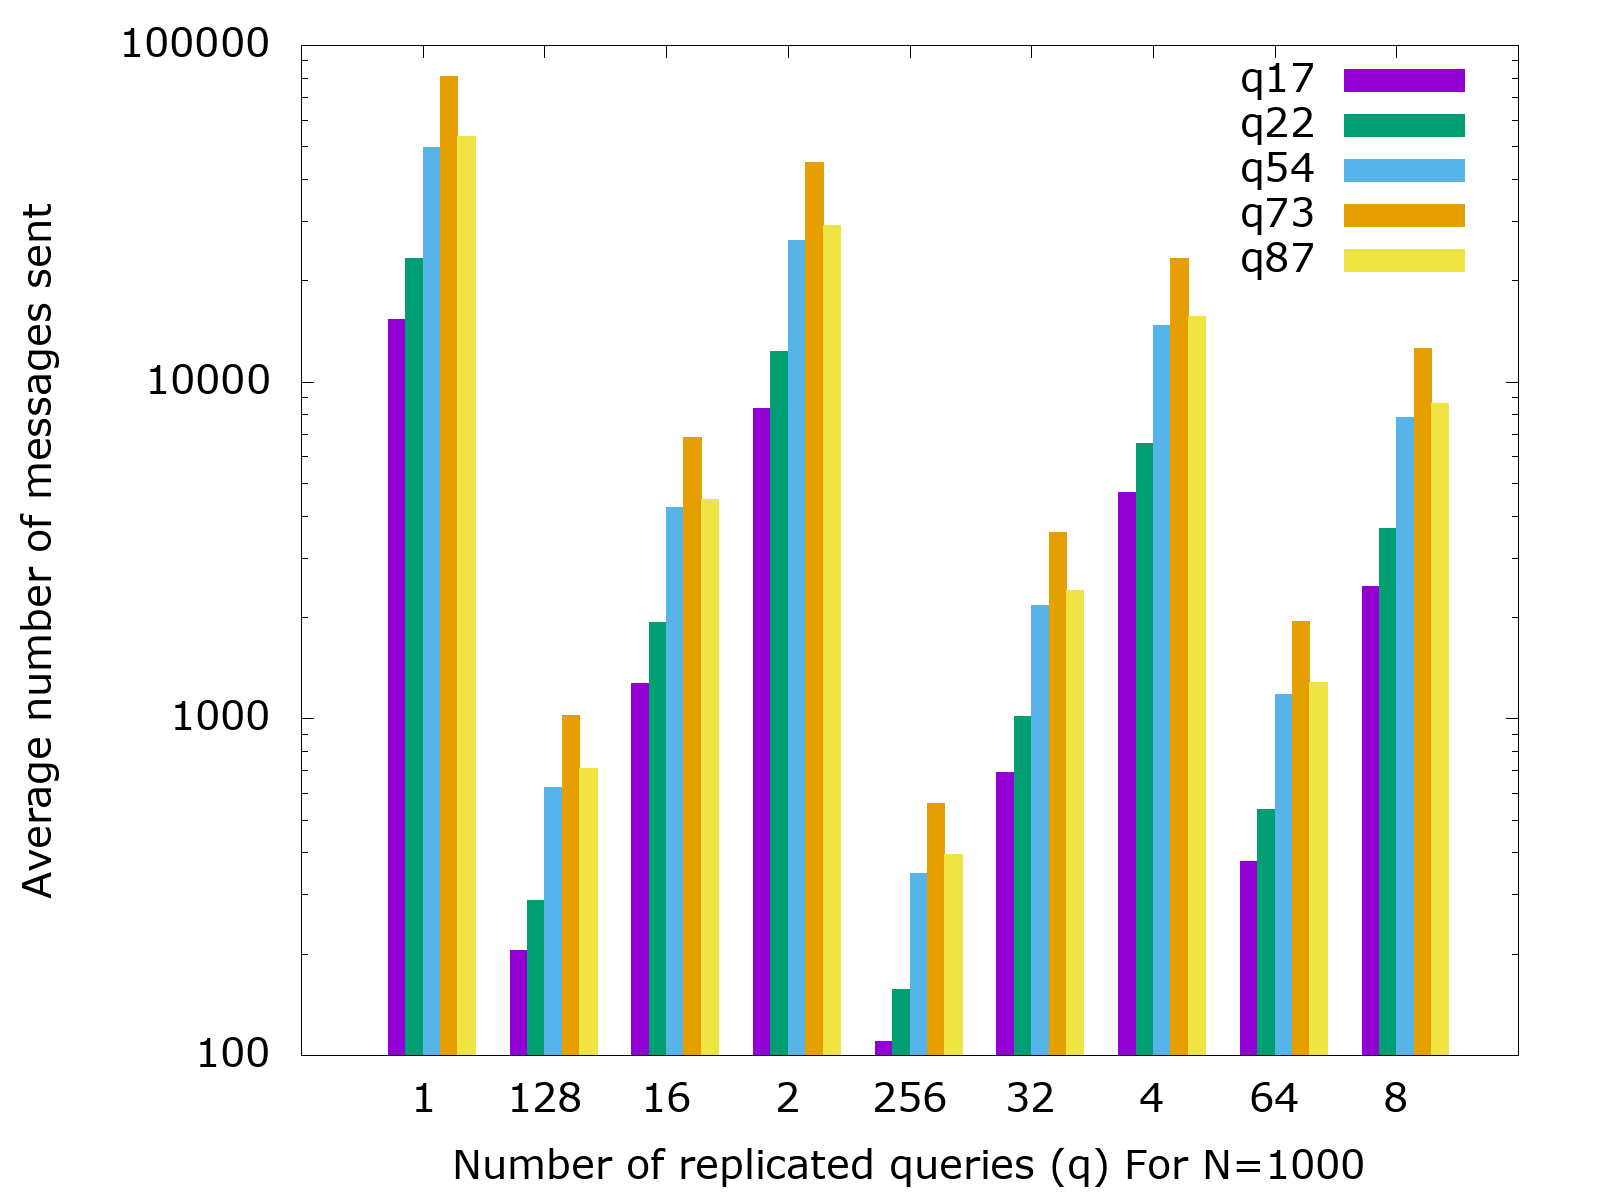 100000
10000
1000
100
Average number of messages sent
q17
q22
q54
q73
q87
1 128 16 2 256 32 4 64 8
Number of replicated queries (q) For N=1000